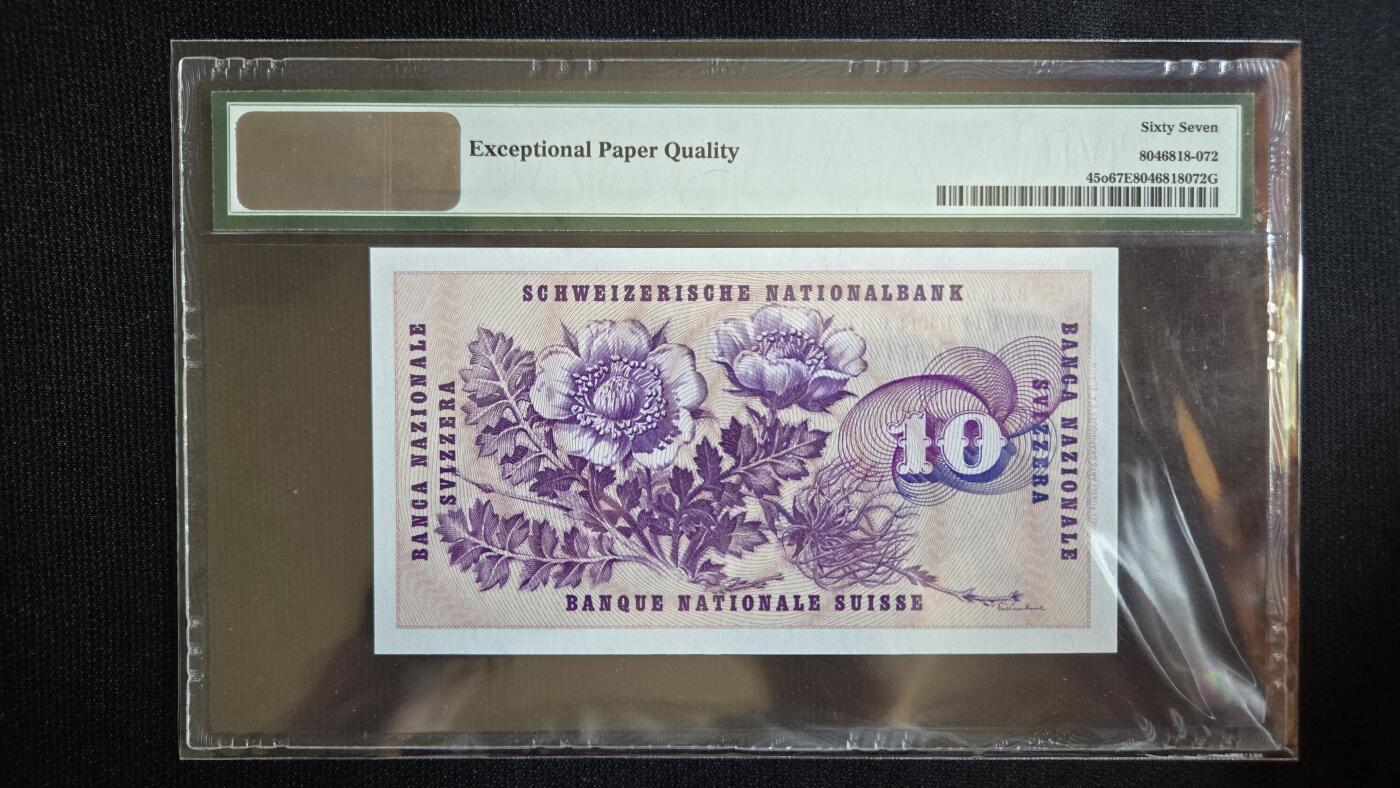 Exceptional Paper Quality
Sixty Seven
8046818-072
45o67E8046818072G
SCHWEIZERISCHE NATIONALBANK
BANCA NAZIONALE
SVIZZERA
10
BANCA NAZIONALE
SVIZZERA
BANQUE NATIONALE SUISSE